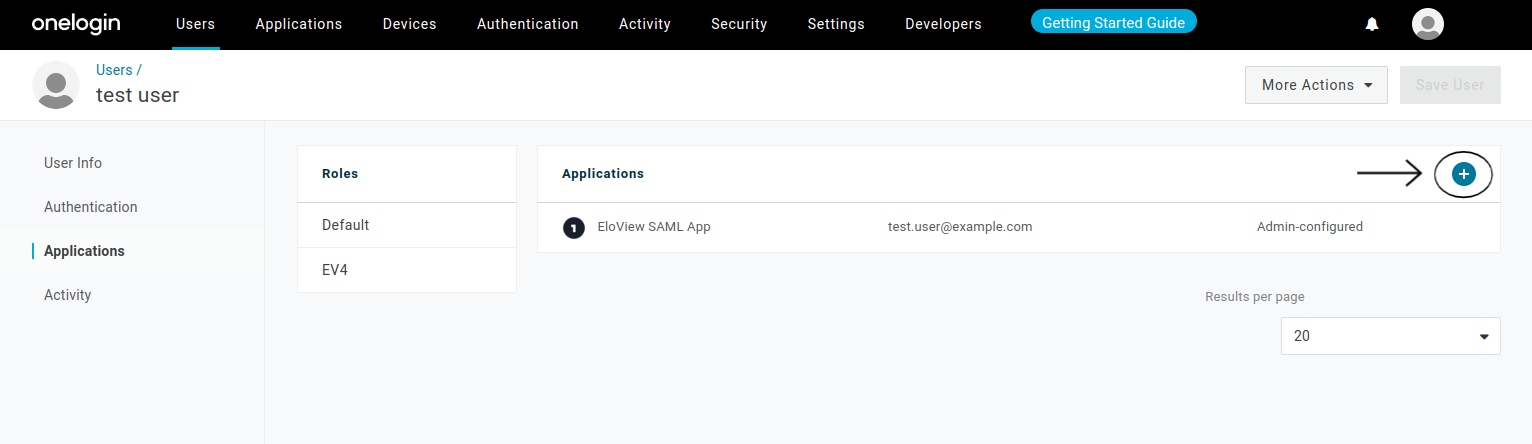 onelogin Users Applications Devices Authentication Activity Security Settings Developers Getting Started Guide
Users /
test user
More Actions
Save User
User Info
Authentication
Applications
Activity
Roles
Default
EV4
Applications
1 EloView SAML App test.user@example.com Admin-configured
Results per page
20